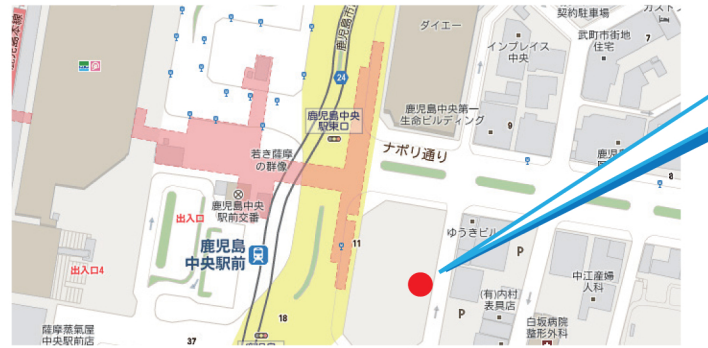 契約駐車場
ダイエー
武町市街地
住宅
7
インプレイス
中央
24
鹿児島中央
駅東口
鹿児島中央第一
生命ビルディング
9
ナポリ通り
若き薩摩
の群像
8
鹿児島中央
駅前交番
出入口
鹿児島
中央駅前
11
ゆうきビル
P
出入口4
中江産婦
人科
(有)内村
表具店
P
18
白坂病院
整形外科
薩摩蒸氣屋
中央駅前店
37